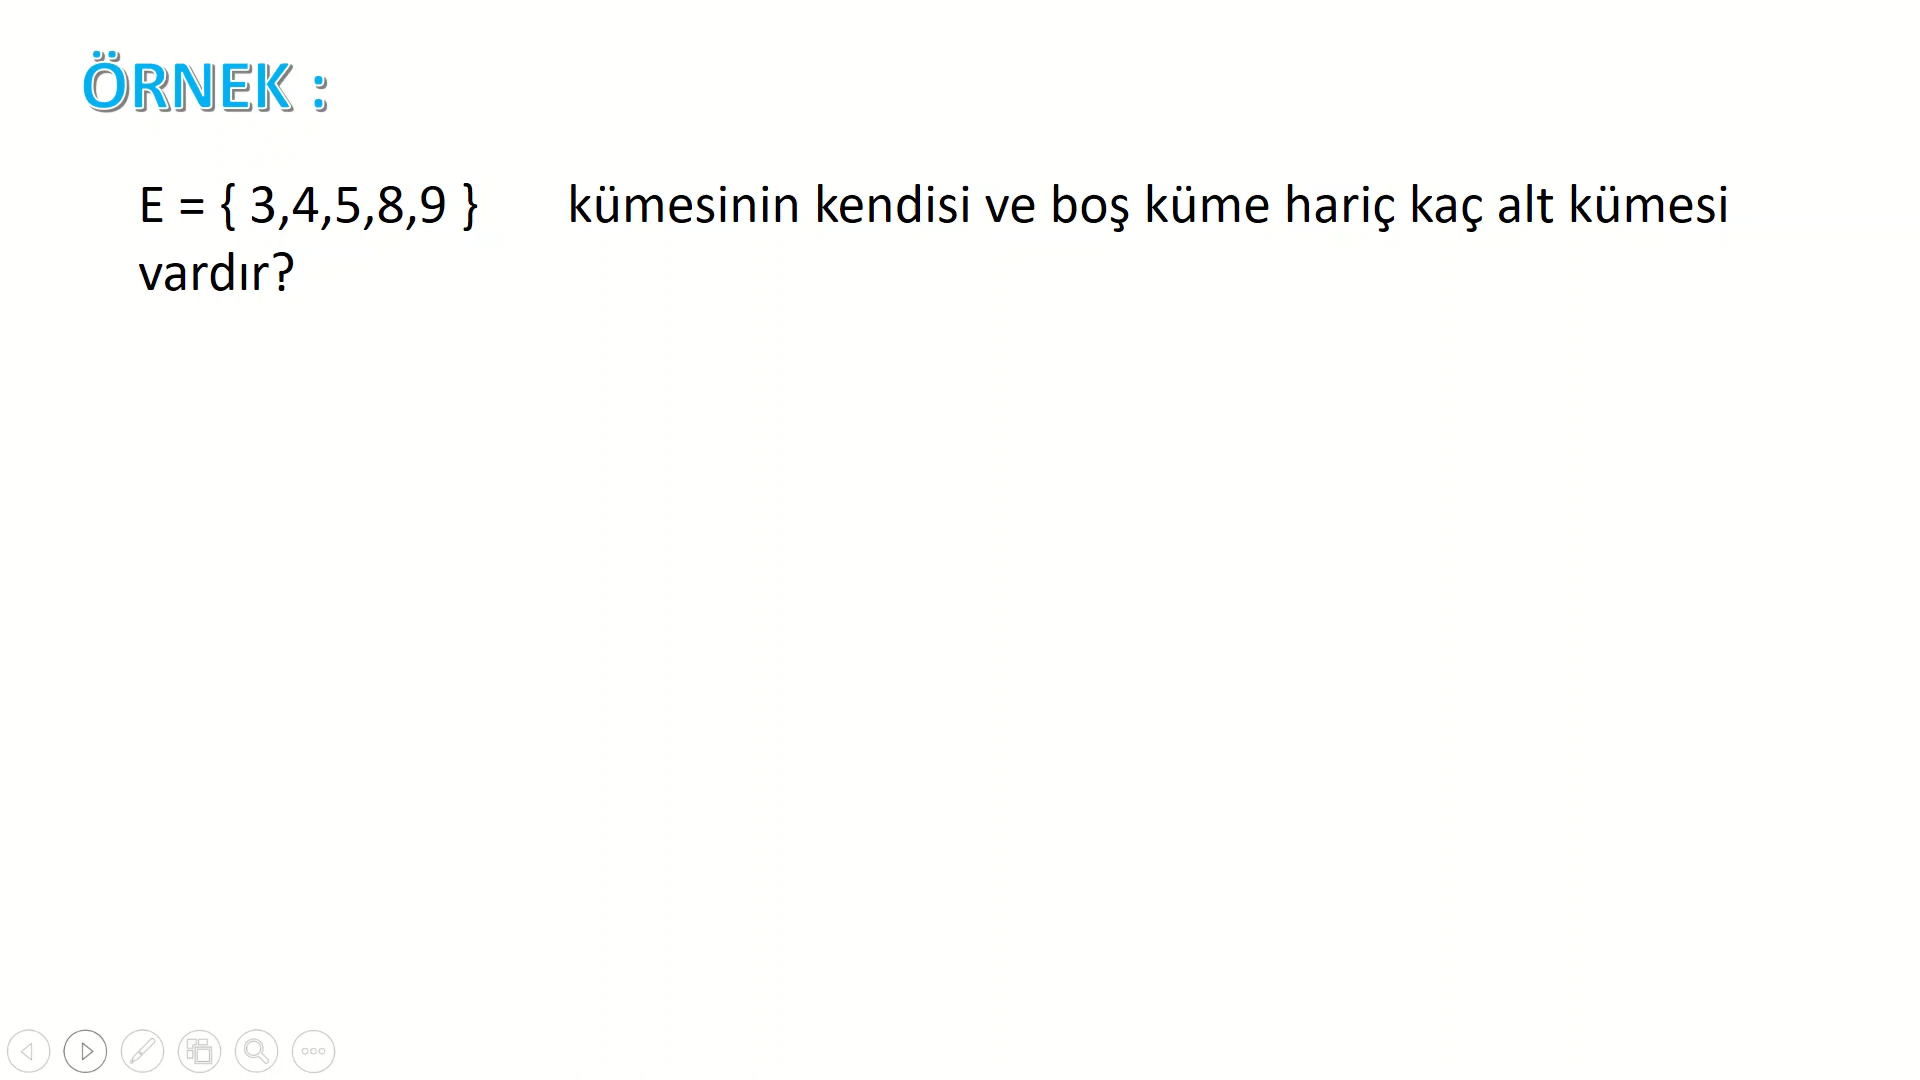 ÖRNEK :
E = { 3,4,5,8,9 } kümesinin kendisi ve boş küme hariç kaç alt kümesi
vardır?